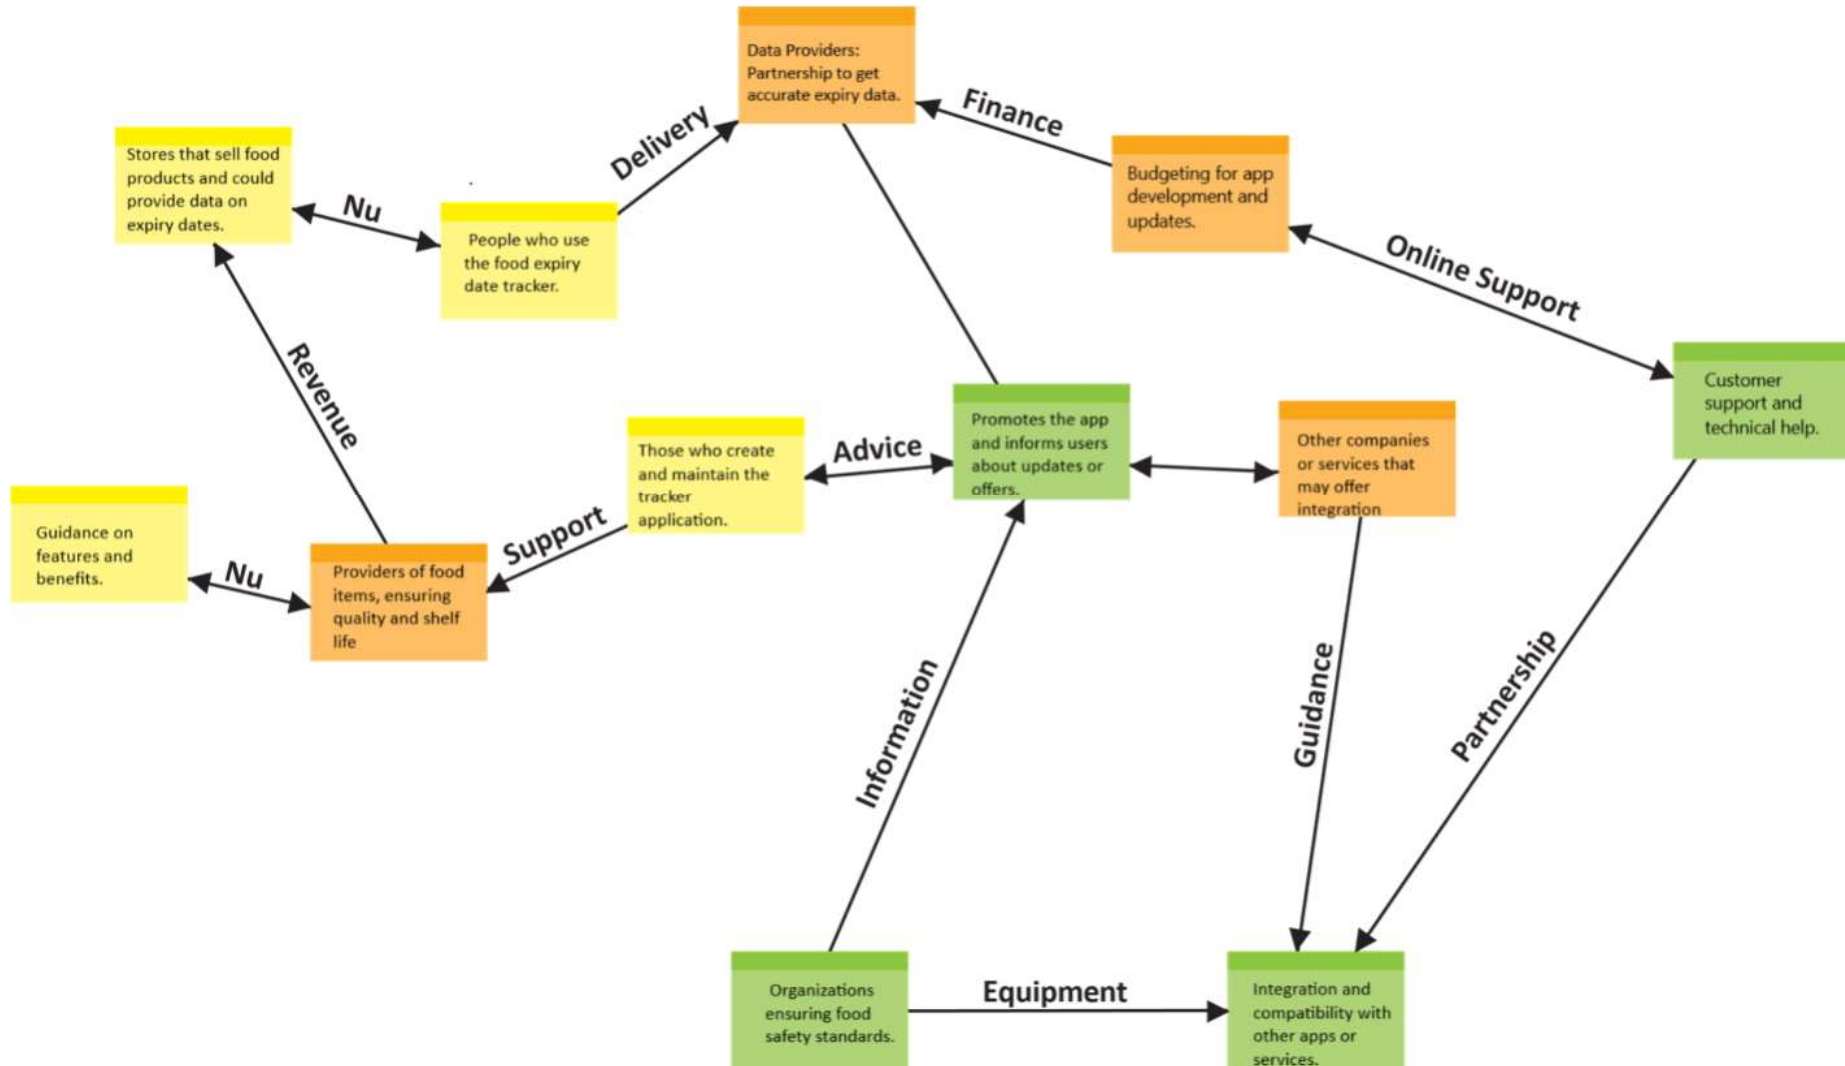 Data Providers:
Partnership to get
accurate expiry data.
Finance
Delivery
Stores that sell food
products and could
provide data on
expiry dates.
Nu
People who use
the food expiry
date tracker.
Budgeting for app
development and
updates.
Online Support
Customer
support and
technical help.
Revenue
Those who create
and maintain the
tracker
application.
Advice
Promotes the app
and informs users
about updates or
offers.
Other companies
or services that
may offer
integration
Guidance on
features and
benefits.
Nu
Providers of food
items, ensuring
quality and shelf
life
Support
Information
Guidance
Partnership
Organizations
ensuring food
safety standards.
Equipment
Integration and
compatibility with
other apps or
services.